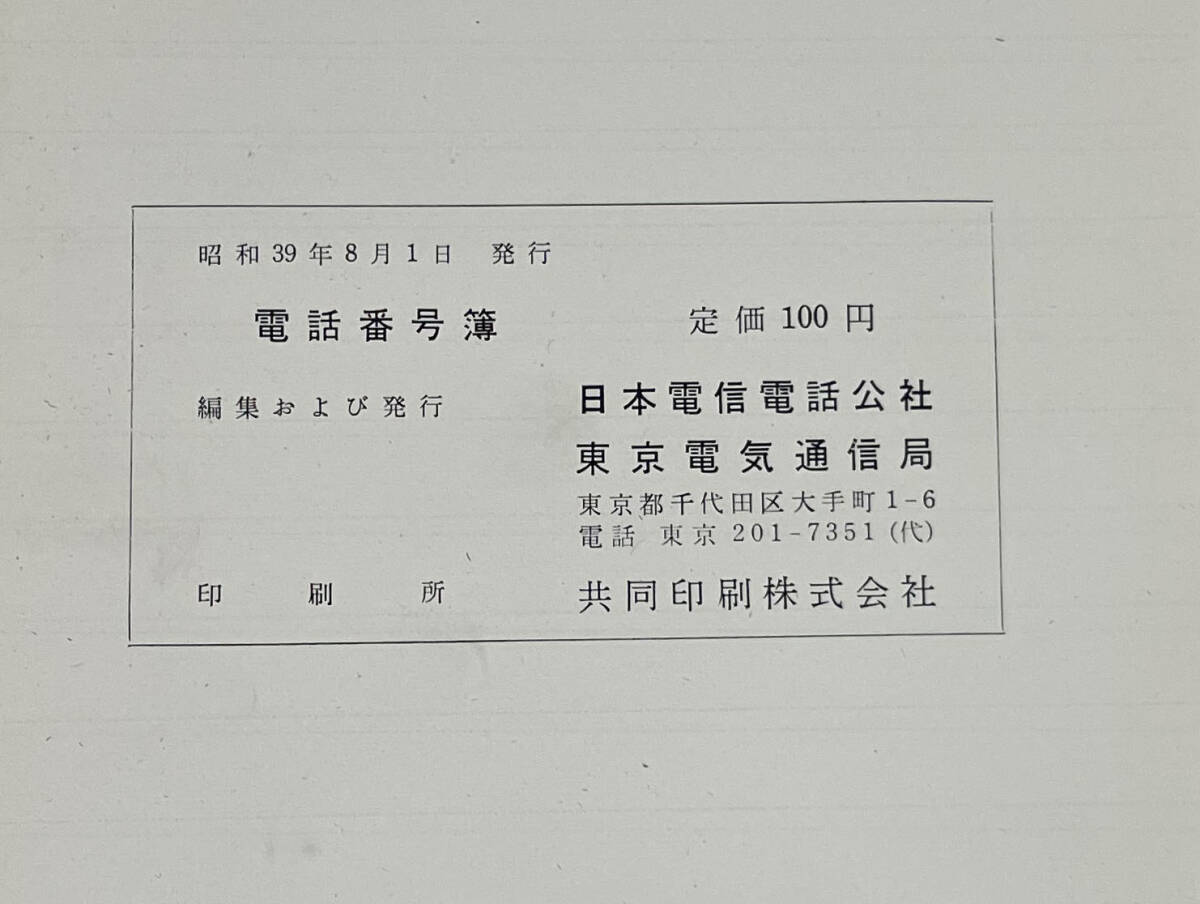 昭和39年8月1日 発行
電話番号簿 定価100円
編集および発行 日本電信電話公社
東京電気通信局
東京都千代田区大手町1-6
電話 東京 201-7351(代)
印刷所 共同印刷株式会社